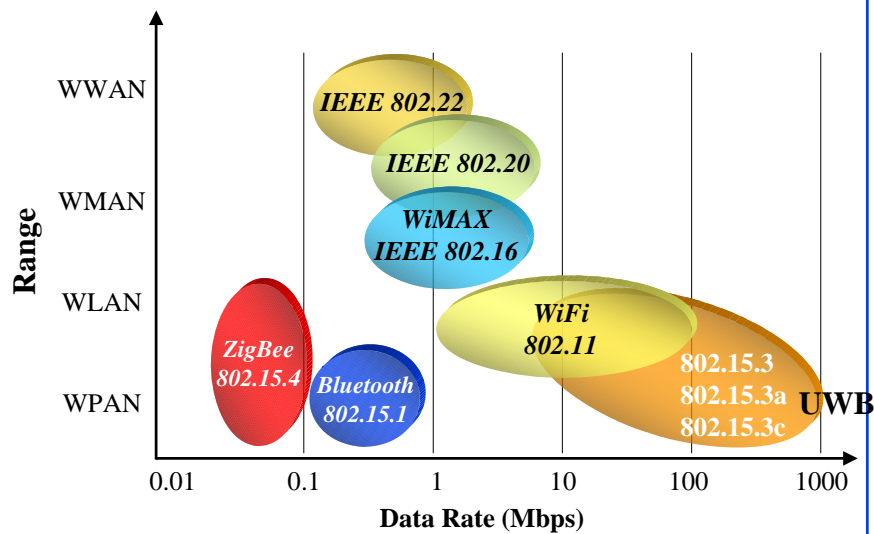 WWAN
IEEE 802.22
IEEE 802.20
WMAN
WiMAX
IEEE 802.16
Range
WLAN
WiFi
802.11
ZigBee
802.15.4
Bluetooth
802.15.1
802.15.3
802.15.3a
802.15.3c
UWB
WPAN
0.01
0.1
1
10
100
1000
Data Rate (Mbps)